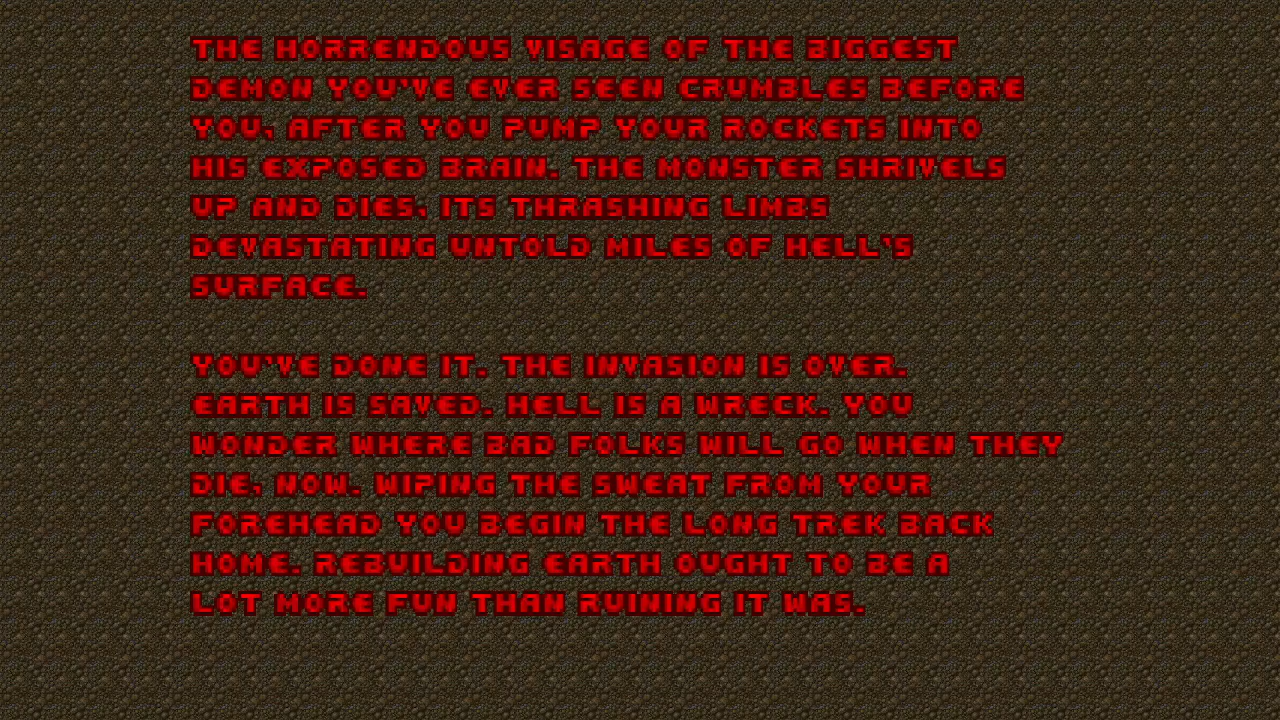 THE HORRENDOUS VISAGE OF THE BIGGEST
DEMON YOU'VE EVER SEEN CRUMBLES BEFORE
YOU, AFTER YOU PUMP YOUR ROCKETS INTO
HIS EXPOSED BRAIN. THE MONSTER SHRIVELS
UP AND DIES, ITS THRASHING LIMBS
DEVASTATING UNTOLD MILES OF HELL'S
SURFACE.

YOU'VE DONE IT. THE INVASION IS OVER.
EARTH IS SAVED. HELL IS A WRECK. YOU
WONDER WHERE BAD FOLKS WILL GO WHEN THEY
DIE, NOW. WIPING THE SWEAT FROM YOUR
FOREHEAD YOU BEGIN THE LONG TREK BACK
HOME. REBUILDING EARTH OUGHT TO BE A
LOT MORE FUN THAN RUINING IT WAS.